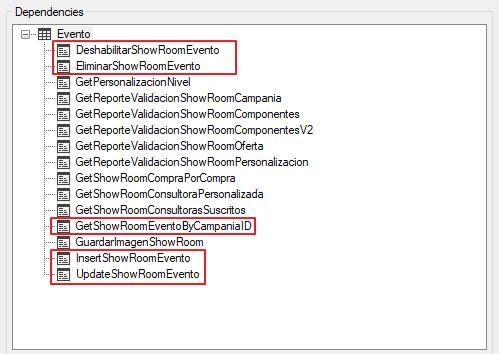 Dependencies
Evento
DeshabilitarShowRoomEvento
EliminarShowRoomEvento
GetPersonalizacionNivel
GetReporteValidacionShowRoomCampania
GetReporteValidacionShowRoomComponentes
GetReporteValidacionShowRoomComponentesV2
GetReporteValidacionShowRoomOferta
GetReporteValidacionShowRoomPersonalizacion
GetShowRoomCompraPorCompra
GetShowRoomConsultoraPersonalizada
GetShowRoomConsultorasSuscritos
GetShowRoomEventoByCampaniaID
GuardarImagenShowRoom
InsertShowRoomEvento
UpdateShowRoomEvento